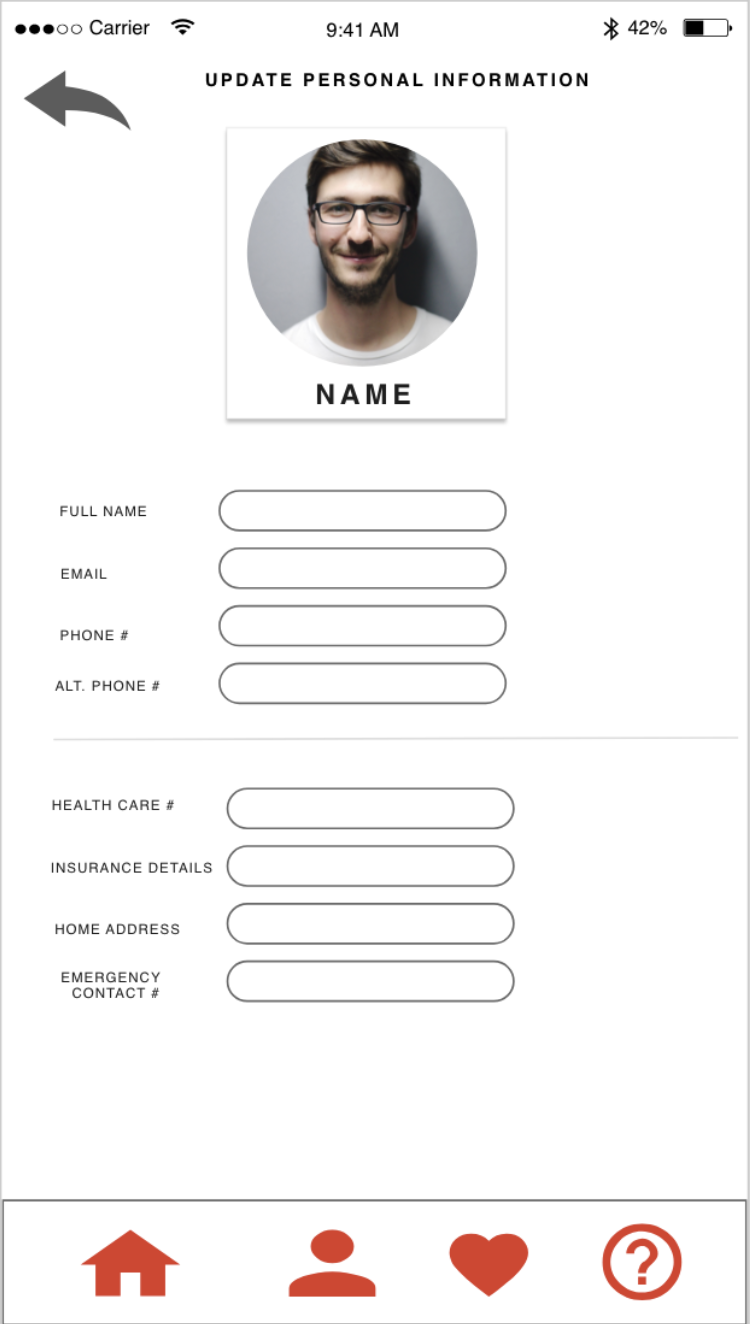 Carrier 9:41 AM 42%
UPDATE PERSONAL INFORMATION
NAME
FULL NAME
EMAIL
PHONE #
ALT. PHONE #
HEALTH CARE #
INSURANCE DETAILS
HOME ADDRESS
EMERGENCY
CONTACT #
?